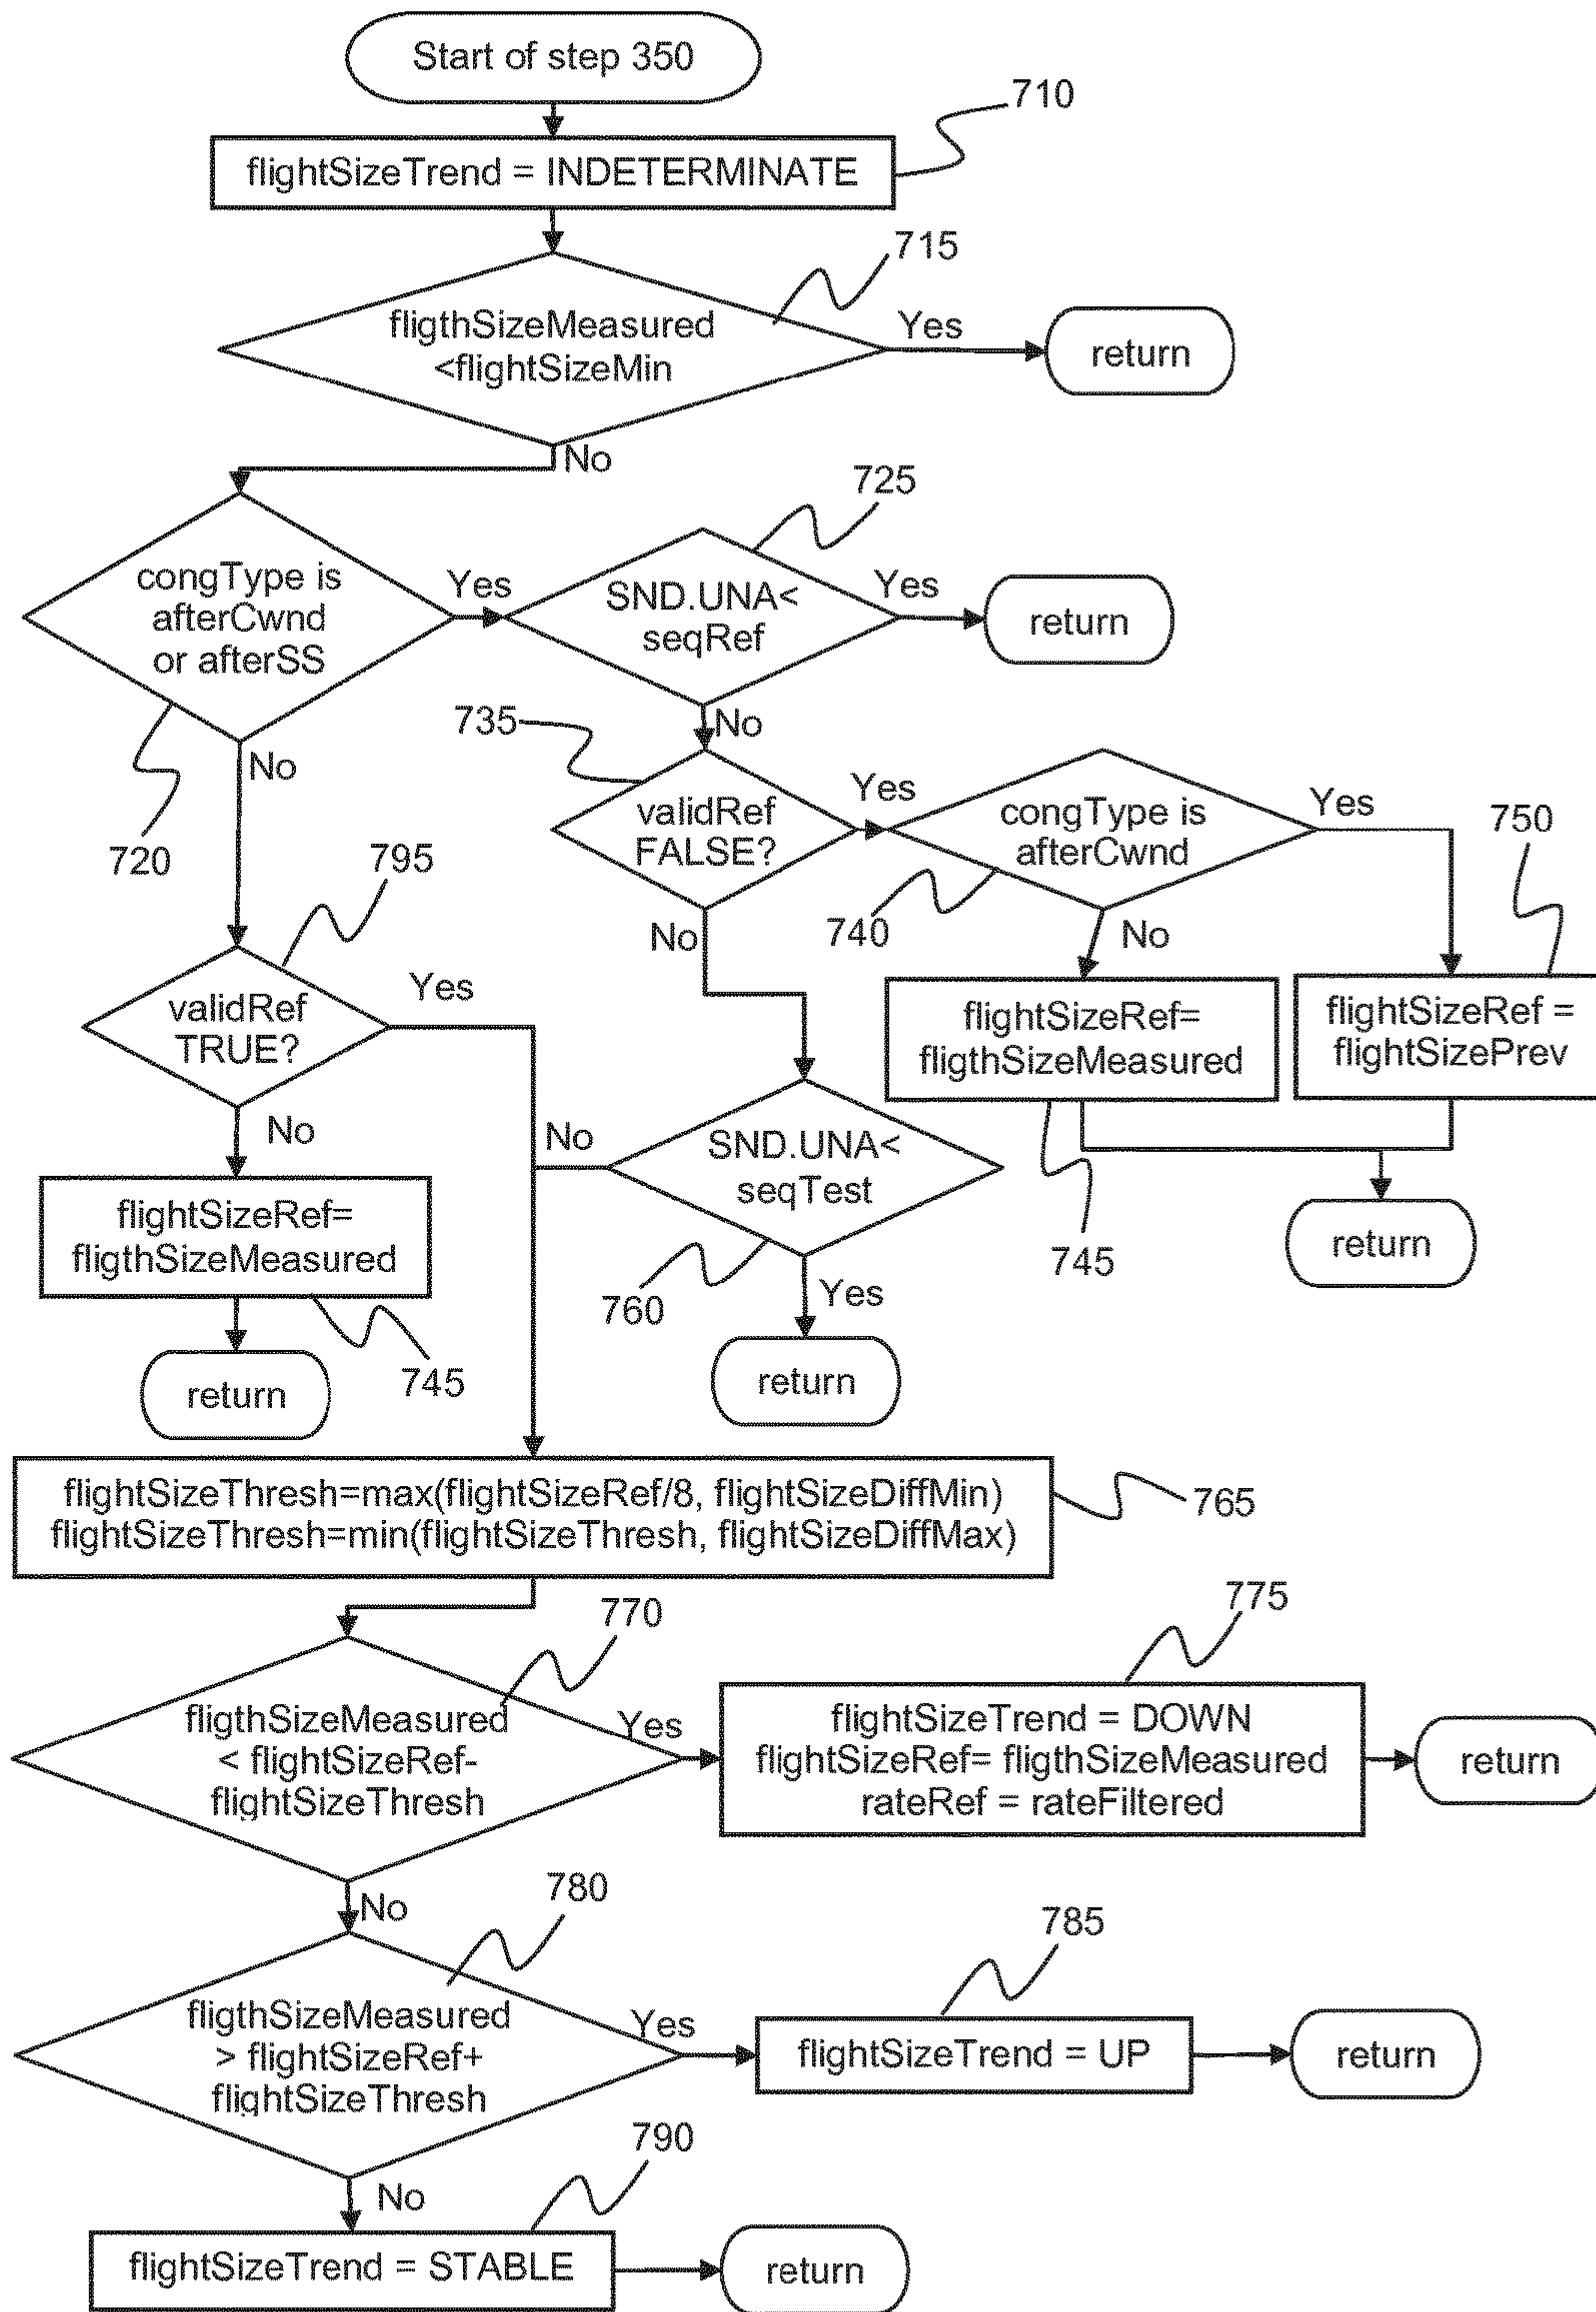 Start of step 350
710
flightSizeTrend = INDETERMINATE
715
fligthSizeMeasured
<flightSizeMin
Yes
return
No
725
congType is
afterCwnd
or afterSS
Yes
SND.UNA<
seqRef
Yes
return
720
No
735
No
validRef
FALSE?
Yes
congType is
afterCwnd
Yes
750
795
No
740
No
validRef
TRUE?
Yes
flightSizeRef=
fligthSizeMeasured
flightSizeRef =
flightSizePrev
No
No
SND.UNA<
seqTest
745
return
flightSizeRef=
fligthSizeMeasured
760
Yes
return
745
return
flightSizeThresh=max(flightSizeRef/8, flightSizeDiffMin)
flightSizeThresh=min(flightSizeThresh, flightSizeDiffMax)
765
770
775
fligthSizeMeasured
< flightSizeRef-
flightSizeThresh
Yes
flightSizeTrend = DOWN
flightSizeRef= fligthSizeMeasured
rateRef = rateFiltered
return
No
780
785
fligthSizeMeasured
> flightSizeRef+
flightSizeThresh
Yes
flightSizeTrend = UP
return
No
790
flightSizeTrend = STABLE
return